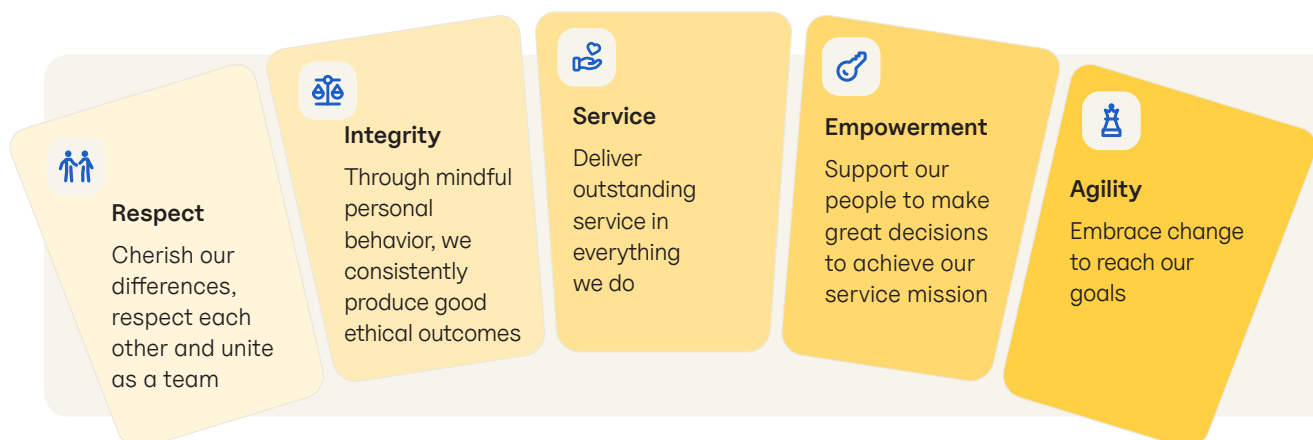 Respect
Cherish our
differences,
respect each
other and unite
as a team
Integrity
Through mindful
personal
behavior, we
consistently
produce good
ethical outcomes
Service
Deliver
outstanding
service in
everything
we do
Empowerment
Support our
people to make
great decisions
to achieve our
service mission
Agility
Embrace change
to reach our
goals